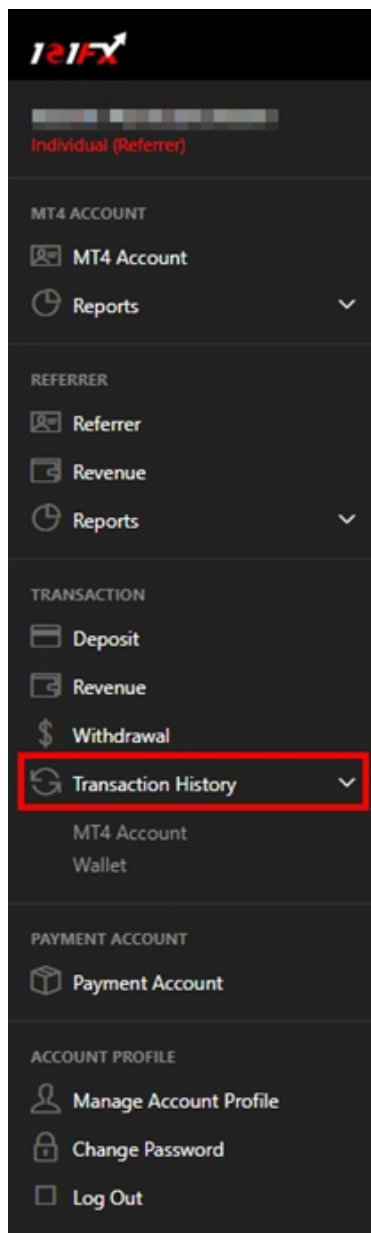 121FX
Individual (Referrer)
MT4 ACCOUNT
MT4 Account
Reports
REFERRER
Referrer
Revenue
Reports
TRANSACTION
Deposit
Revenue
Withdrawal
Transaction History
MT4 Account
Wallet
PAYMENT ACCOUNT
Payment Account
ACCOUNT PROFILE
Manage Account Profile
Change Password
Log Out